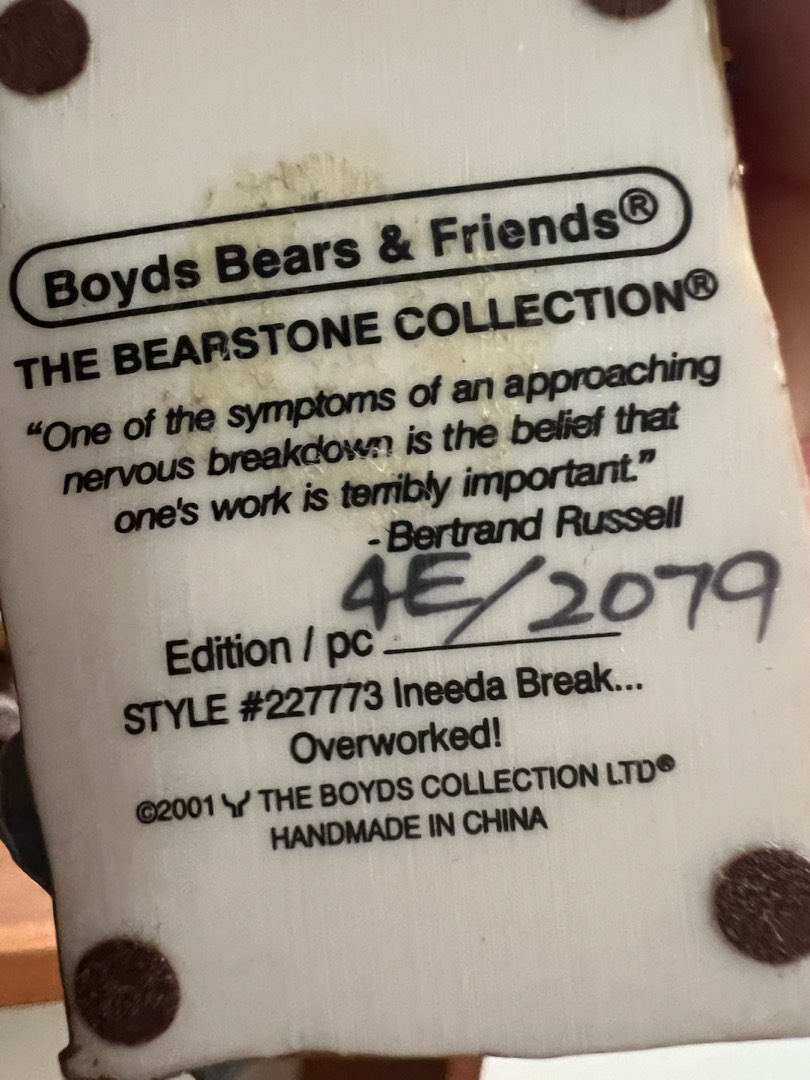 Boyds Bears & Friends®
THE BEARSTONE COLLECTION®
“One of the symptoms of an approaching
nervous breakdown is the belief that
one's work is terribly important.”
-Bertrand Russell
4E/2079
Edition / pc
STYLE #227773 Ineeda Break...
Overworked!
©2001 THE BOYDS COLLECTION LTD®
HANDMADE IN CHINA